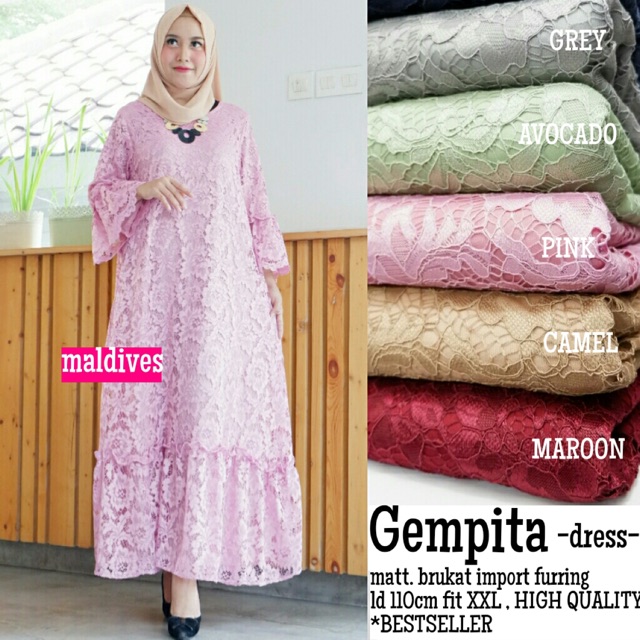 GREY
AVOCADO
PINK
CAMEL
MAROON
maldives
Gempita -dress-
matt. brukat import furring
ld 110cm fit XXL , HIGH QUALITY
*BESTSELLER